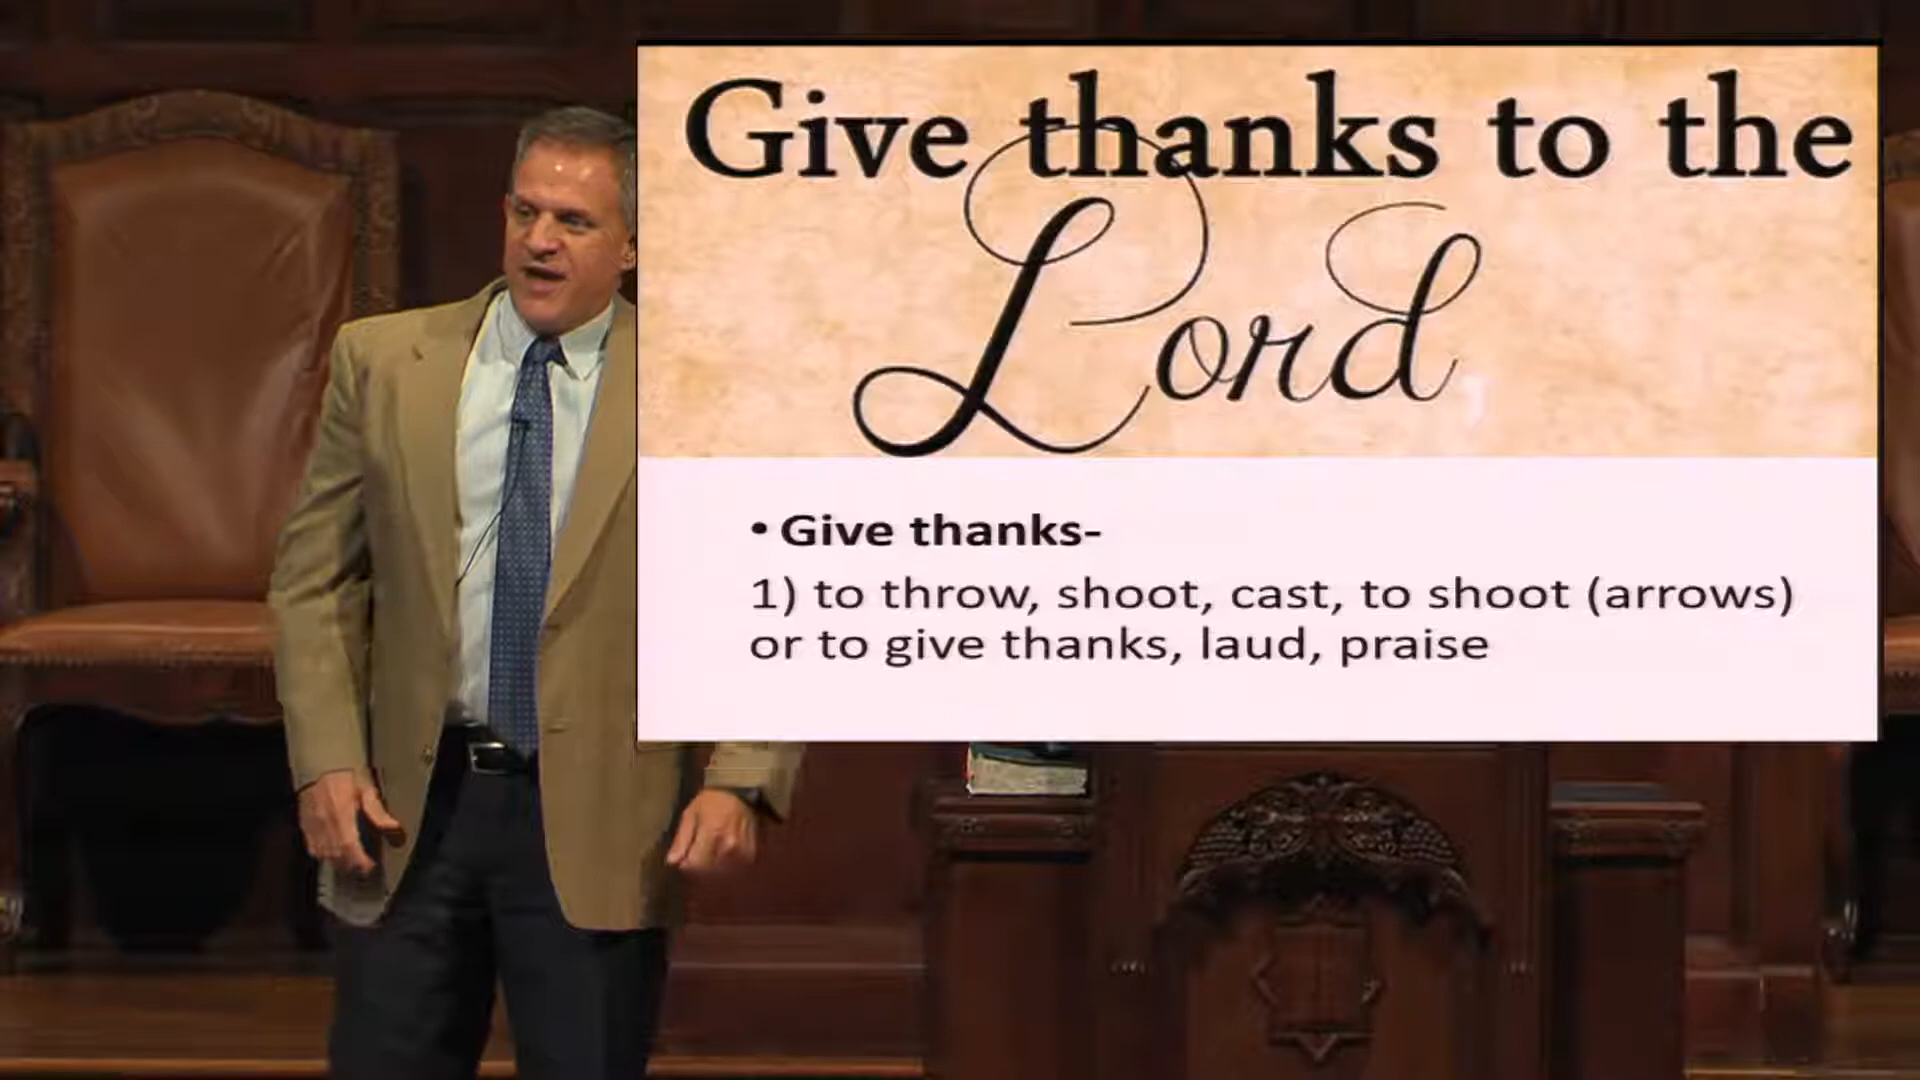 Give thanks to the
Lord,
• Give thanks-
1) to throw, shoot, cast, to shoot (arrows)
or to give thanks, laud, praise